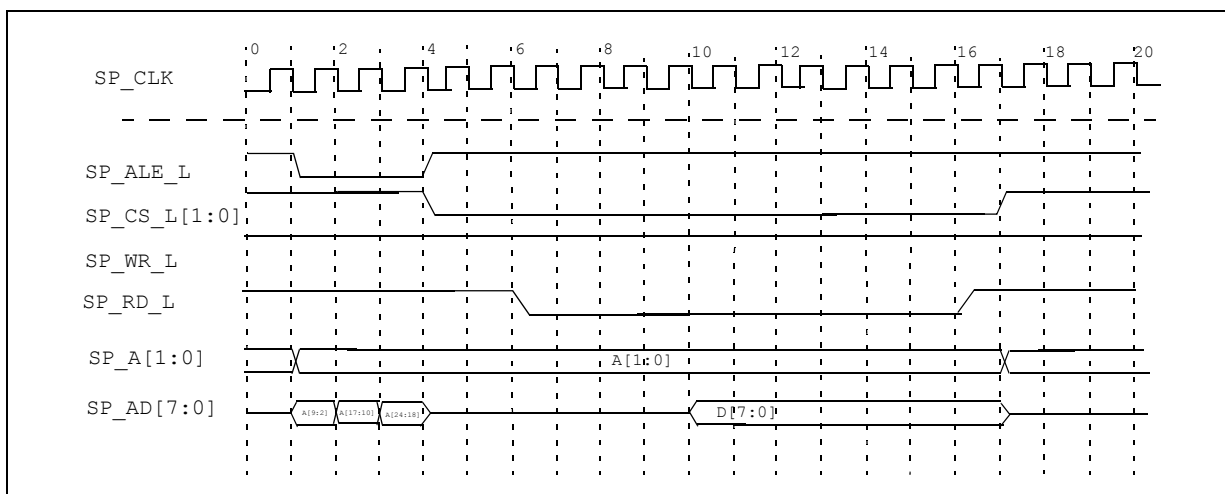 0 2 4 6 8 10 12 14 16 18 20
SP_CLK
SP_ALE_L
SP_CS_L[1:0]
SP_WR_L
SP_RD_L
SP_A[1:0] A[1:0]
SP_AD[7:0] A[9:2] A[17:10] A[24:18] D[7:0]